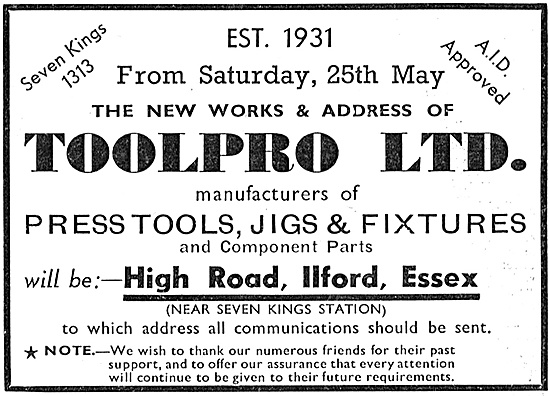 Seven Kings
1313
EST. 1931
A.I.D.
Approved
From Saturday, 25th May
THE NEW WORKS & ADDRESS OF
TOOLPRO LTD.
manufacturers of
PRESS TOOLS, JIGS & FIXTURES
and Component Parts
will be:—High Road, Ilford, Essex
(NEAR SEVEN KINGS STATION)
to which address all communications should be sent.
★ NOTE.—We wish to thank our numerous friends for their past
support, and to offer our assurance that every attention
will continue to be given to their future requirements.